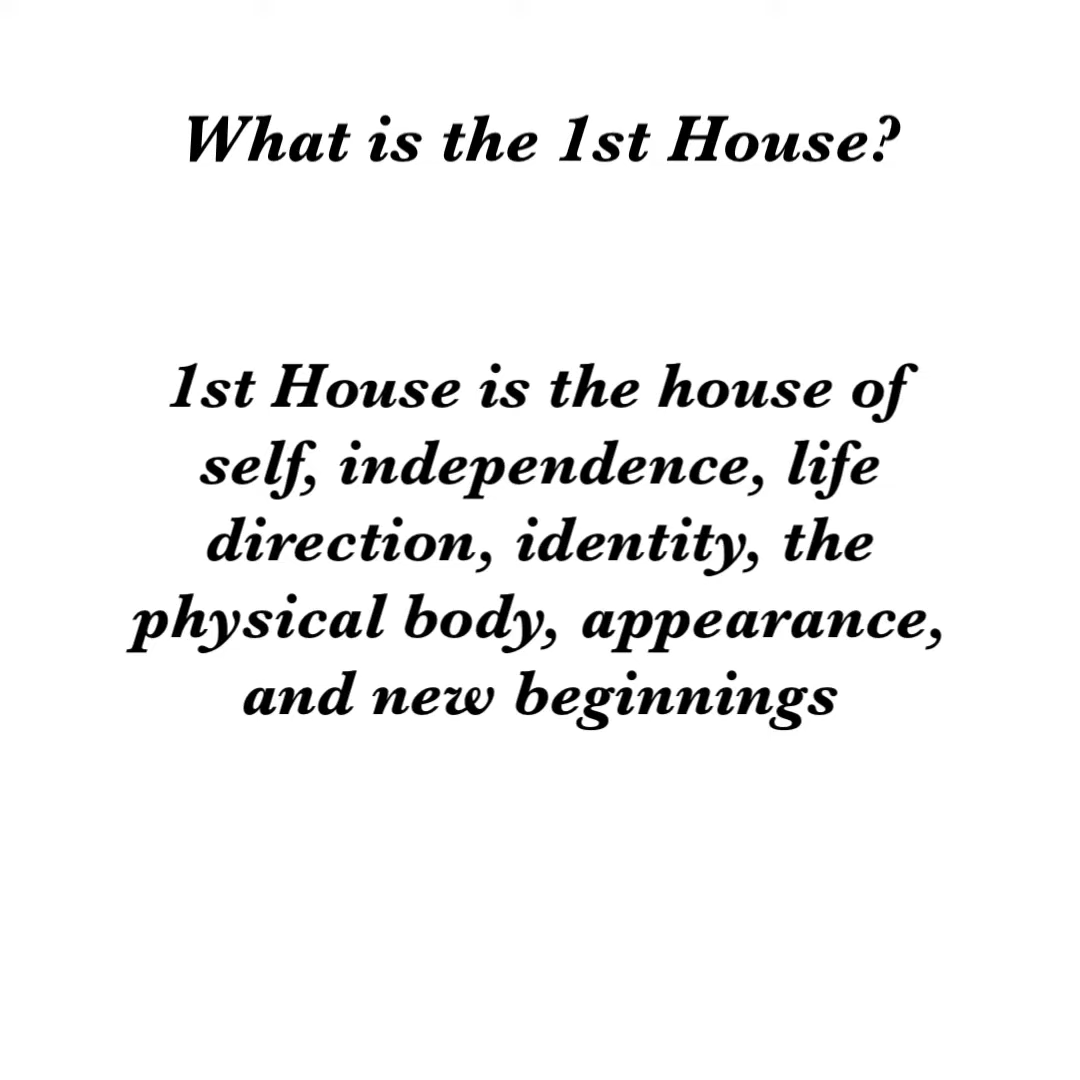 What is the 1st House?
1st House is the house of
self, independence, life
direction, identity, the
physical body, appearance,
and new beginnings